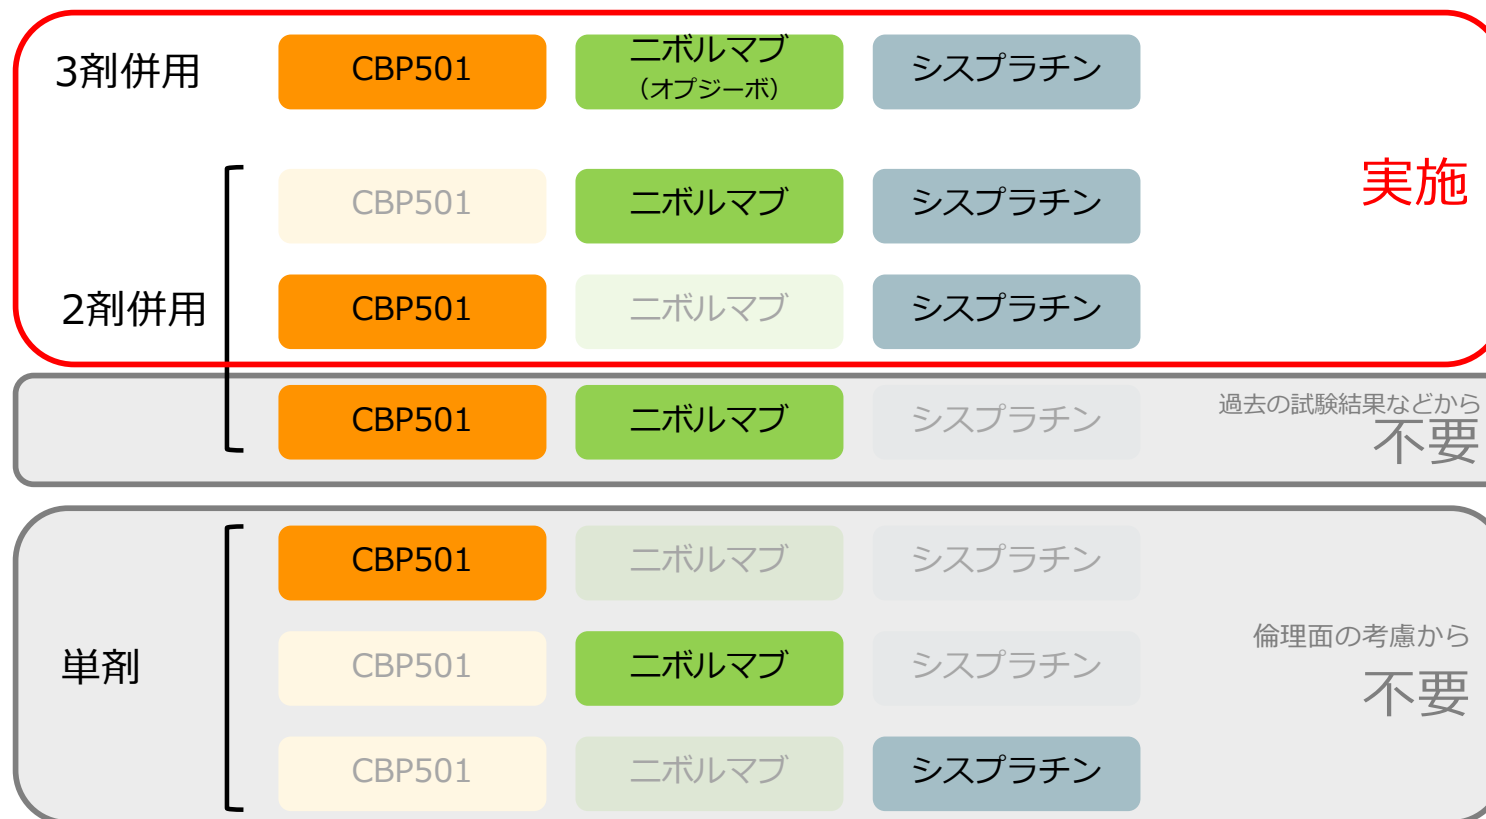 3剤併用
CBP501
ニボルマブ
（オプジーボ）
シスプラチン
実施
CBP501
ニボルマブ
シスプラチン
2剤併用
CBP501
ニボルマブ
シスプラチン
CBP501
ニボルマブ
シスプラチン
過去の試験結果などから
不要
CBP501
ニボルマブ
シスプラチン
単剤
CBP501
ニボルマブ
シスプラチン
倫理面の考慮から
不要
CBP501
ニボルマブ
シスプラチン